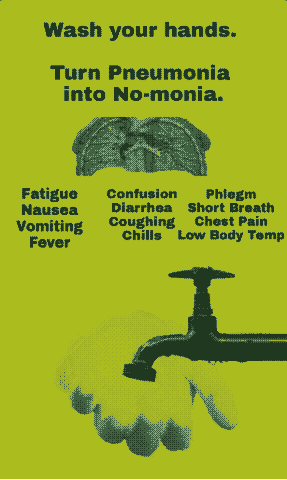 Wash your hands.
Turn Pneumonia
into No-monia.
Fatigue
Nausea
Vomiting
Fever
Confusion
Diarrhea
Coughing
Chills
Phlegm
Short Breath
Chest Pain
Low Body Temp